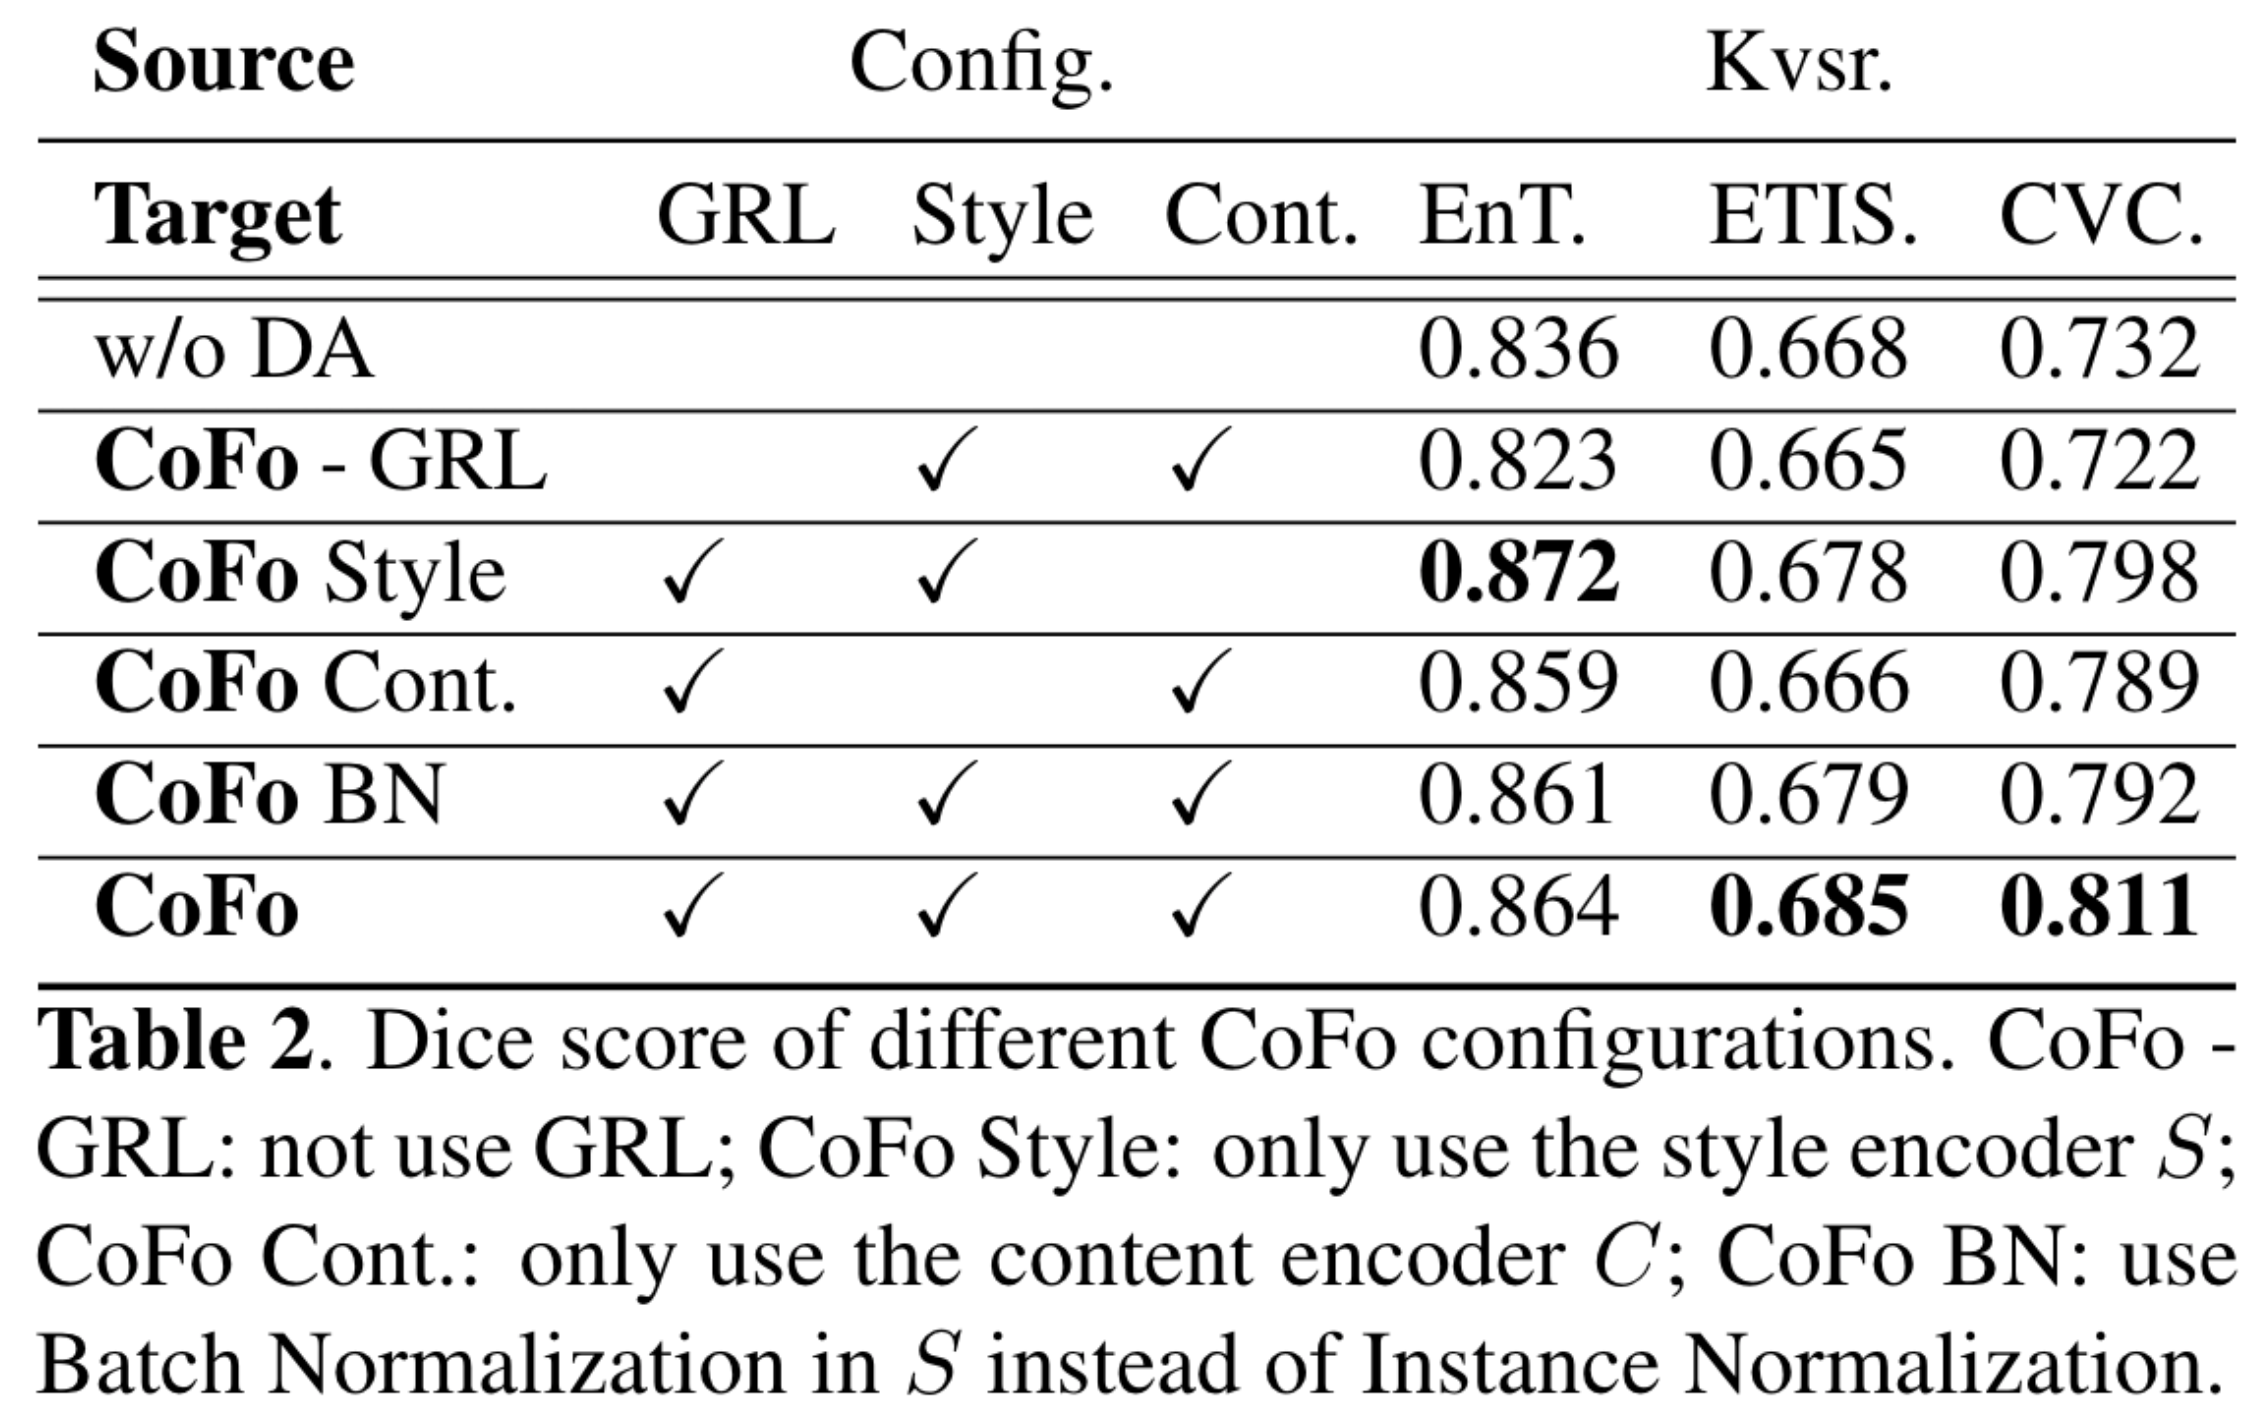 Source Config. Kvsr.
Target GRL Style Cont. EnT. ETIS. CVC.
w/o DA 0.836 0.668 0.732
CoFo - GRL ✓ ✓ 0.823 0.665 0.722
CoFo Style ✓ ✓ 0.872 0.678 0.798
CoFo Cont. ✓ ✓ 0.859 0.666 0.789
CoFo BN ✓ ✓ ✓ 0.861 0.679 0.792
CoFo ✓ ✓ ✓ 0.864 0.685 0.811
Table 2. Dice score of different CoFo configurations. CoFo -
GRL: not use GRL; CoFo Style: only use the style encoder S;
CoFo Cont.: only use the content encoder C; CoFo BN: use
Batch Normalization in S instead of Instance Normalization.